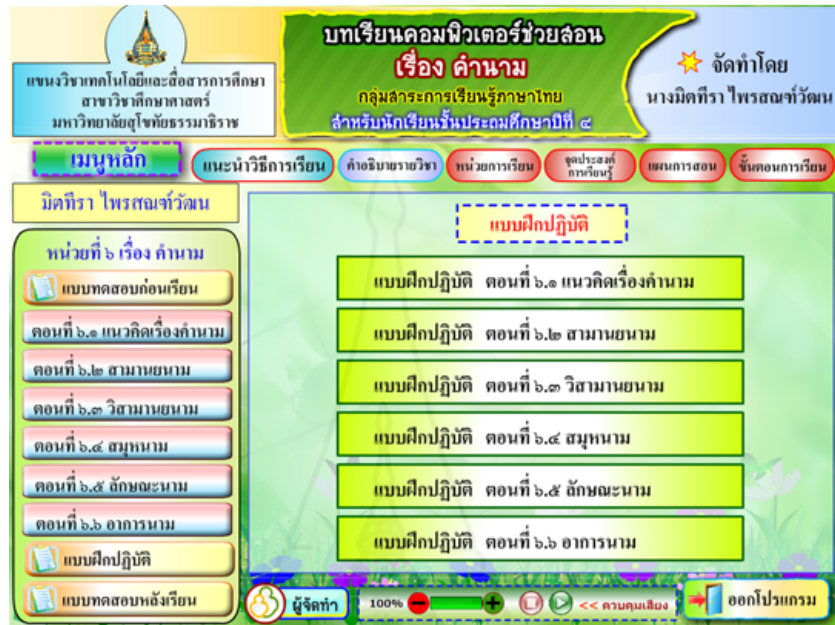 แขนงวิชาเทคโนโลยีและสื่อสารการศึกษา
สาขาวิชาศึกษาศาสตร์
มหาวิทยาลัยสุโขทัยธรรมาธิราช
บทเรียนคอมพิวเตอร์ช่วยสอน
เรื่อง คำนาม
กลุ่มสาระการเรียนรู้ภาษาไทย
สำหรับนักเรียนชั้นประถมศึกษาปีที่ ๔
จัดทำโดย
นางมิตทีรา ไพรสณฑ์วัฒน
เมนูหลัก
แนะนำวิธีการเรียน
คำอธิบายรายวิชา
หน่วยการเรียน
จุดประสงค์
การเรียนรู้
แผนการสอน
ขั้นตอนการเรียน
มิตทีรา ไพรสณฑ์วัฒน
หน่วยที่ ๖ เรื่อง คำนาม
แบบทดสอบก่อนเรียน
ตอนที่ ๖.๑ แนวคิดเรื่องคำนาม
ตอนที่ ๖.๒ สามานยนาม
ตอนที่ ๖.๓ วิสามานยนาม
ตอนที่ ๖.๔ สมุหนาม
ตอนที่ ๖.๕ ลักษณะนาม
ตอนที่ ๖.๖ อาการนาม
แบบฝึกปฏิบัติ
แบบทดสอบหลังเรียน
แบบฝึกปฏิบัติ
แบบฝึกปฏิบัติ ตอนที่ ๖.๑ แนวคิดเรื่องคำนาม
แบบฝึกปฏิบัติ ตอนที่ ๖.๒ สามานยนาม
แบบฝึกปฏิบัติ ตอนที่ ๖.๓ วิสามานยนาม
แบบฝึกปฏิบัติ ตอนที่ ๖.๔ สมุหนาม
แบบฝึกปฏิบัติ ตอนที่ ๖.๕ ลักษณะนาม
แบบฝึกปฏิบัติ ตอนที่ ๖.๖ อาการนาม
ผู้จัดทำ
100%
<< ควบคุมเสียง
ออกโปรแกรม